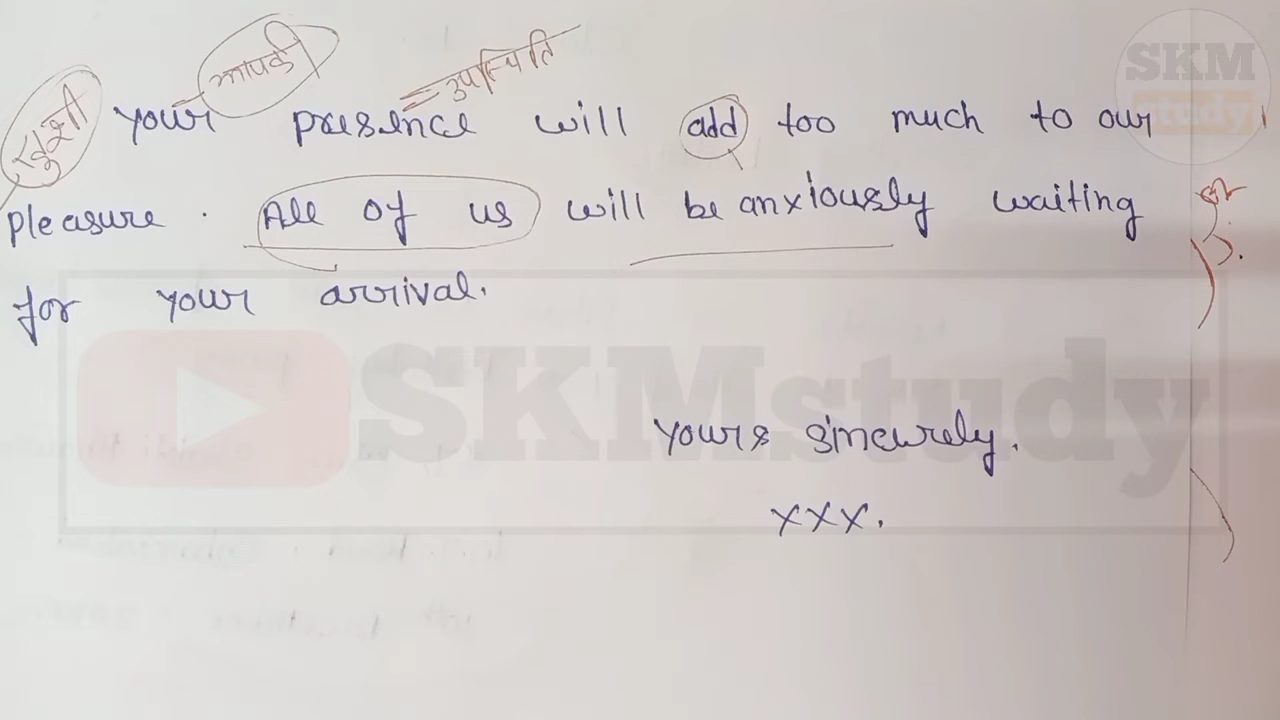 आपकी
उपस्थिति
खुशी
SKM
study
Your presence will add too much to our
pleasure. All of us will be anxiously waiting
for your arrival.
SKMstudy
Yours sincerely.
XXX.